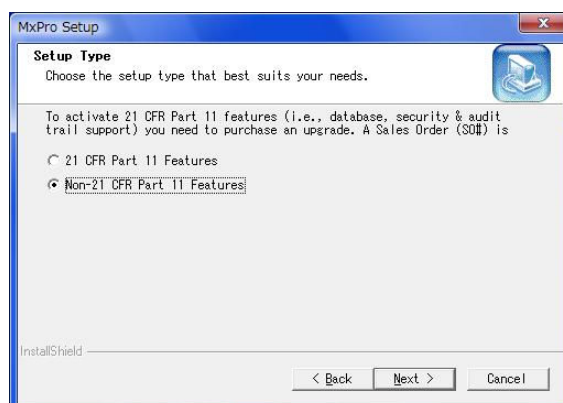 MxPro Setup
Setup Type
Choose the setup type that best suits your needs.
To activate 21 CFR Part 11 features (i.e., database, security & audit
trail support) you need to purchase an upgrade. A Sales Order (SO#) is
21 CFR Part 11 Features
Non-21 CFR Part 11 Features
InstallShield
< Back
Next >
Cancel